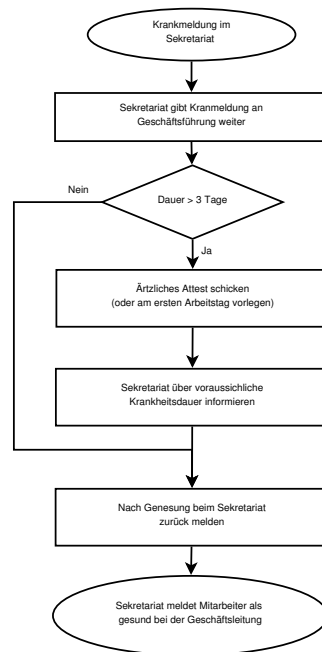 Krankmeldung im
Sekretariat
Sekretariat gibt Kranmeldung an
Geschäftsführung weiter
Nein
Dauer > 3 Tage
Ja
Ärtzliches Attest schicken
(oder am ersten Arbeitstag vorlegen)
Sekretariat über voraussichliche
Krankheitsdauer informieren
Nach Genesung beim Sekretariat
zurück melden
Sekretariat meldet Mitarbeiter als
gesund bei der Geschäftsleitung